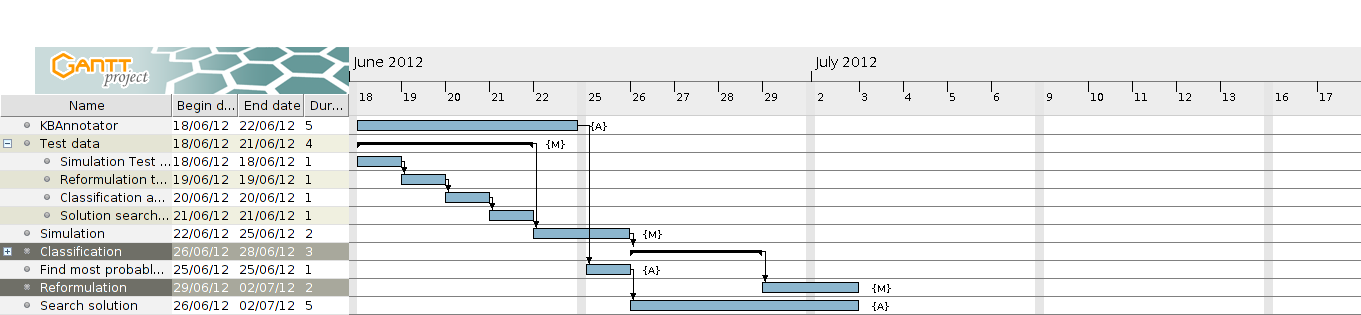 GANTT
project
June 2012
July 2012
18 19 20 21 22 25 26 27 28 29 2 3 4 5 6 9 10 11 12 13 16 17
Name Begin d... End date Dur...
KBAnnotator 18/06/12 22/06/12 5 {A}
Test data 18/06/12 21/06/12 4 {M}
Simulation Test ... 18/06/12 18/06/12 1
Reformulation t... 19/06/12 19/06/12 1
Classification a... 20/06/12 20/06/12 1
Solution search... 21/06/12 21/06/12 1
Simulation 22/06/12 25/06/12 2 {M}
Classification 26/06/12 28/06/12 3
Find most probabl... 25/06/12 25/06/12 1 {A}
Reformulation 29/06/12 02/07/12 2 {M}
Search solution 26/06/12 02/07/12 5 {A}